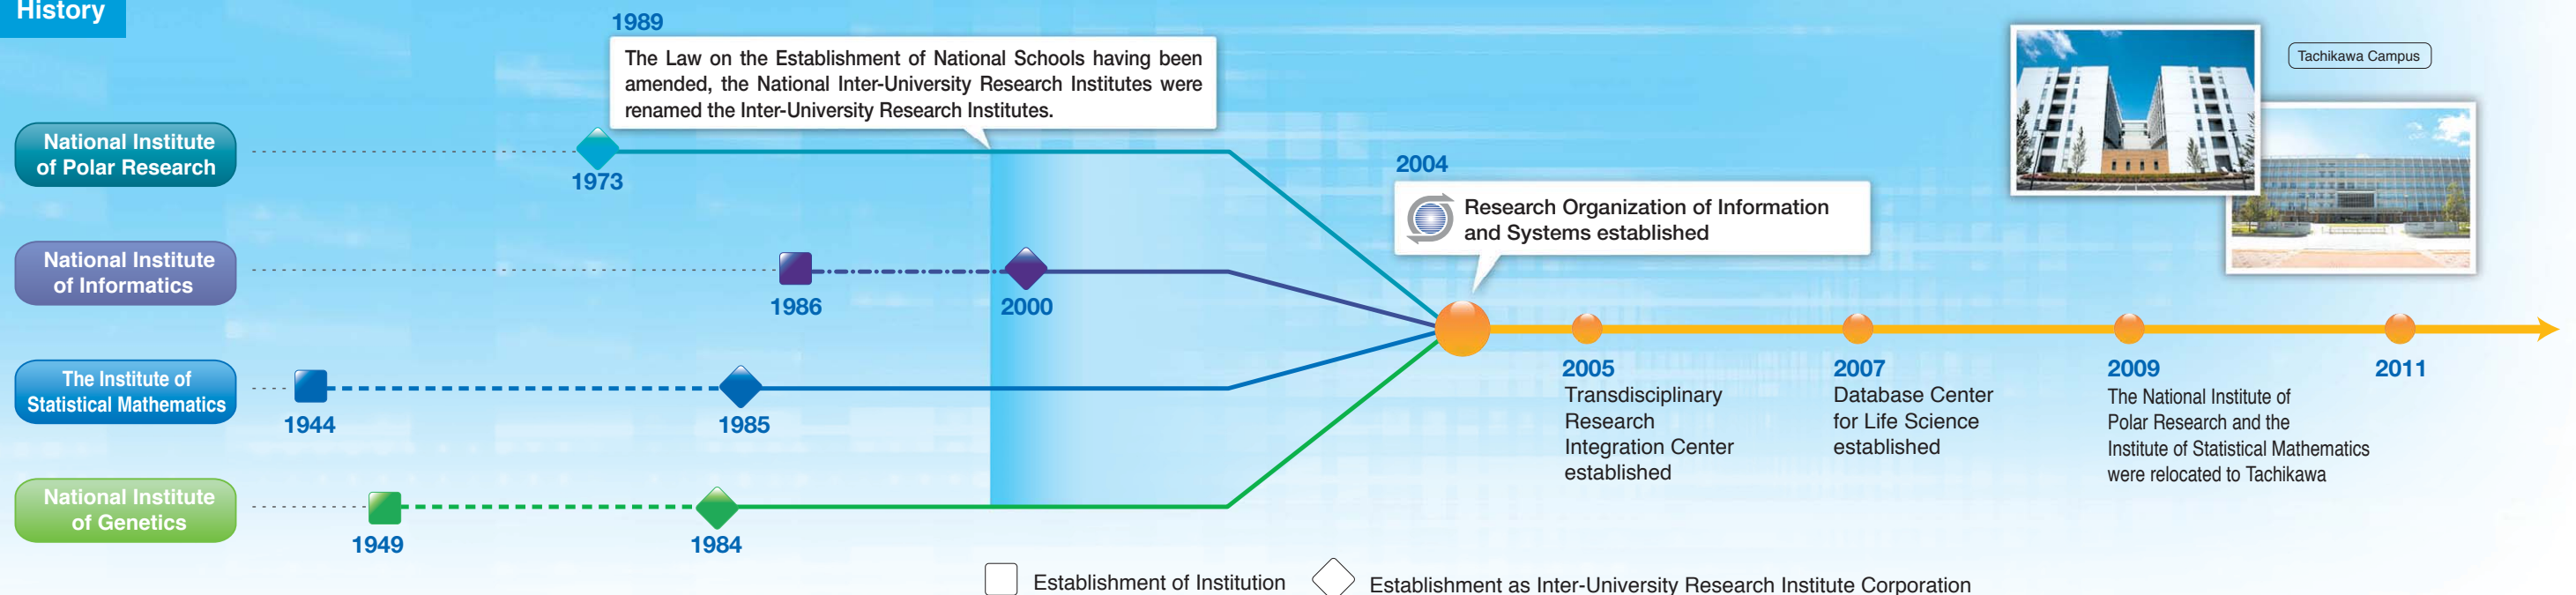 History
1989
The Law on the Establishment of National Schools having been
amended, the National Inter-University Research Institutes were
renamed the Inter-University Research Institutes.
Tachikawa Campus
National Institute
of Polar Research
1973
2004
Research Organization of Information
and Systems established
National Institute
of Informatics
1986
2000
The Institute of
Statistical Mathematics
1944
1985
National Institute
of Genetics
1949
1984
2005
Transdisciplinary
Research
Integration Center
established
2007
Database Center
for Life Science
established
2009
The National Institute of
Polar Research and the
Institute of Statistical Mathematics
were relocated to Tachikawa
2011
Establishment of Institution
Establishment as Inter-University Research Institute Corporation